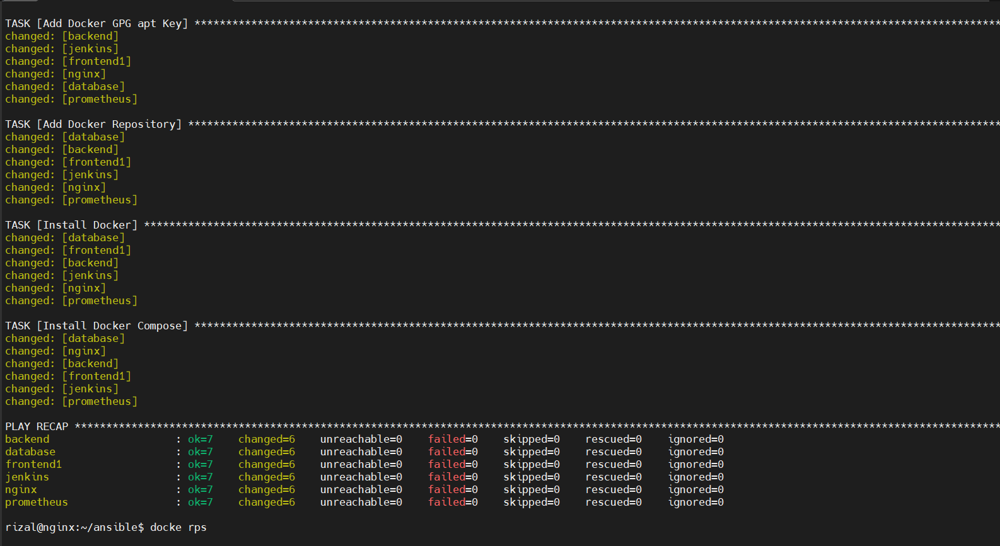 TASK [Add Docker GPG apt Key] ********************************************************************************************************************************
changed: [backend]
changed: [jenkins]
changed: [frontend1]
changed: [nginx]
changed: [database]
changed: [prometheus]
TASK [Add Docker Repository] *********************************************************************************************************************************
changed: [database]
changed: [backend]
changed: [frontend1]
changed: [jenkins]
changed: [nginx]
changed: [prometheus]
TASK [Install Docker] ****************************************************************************************************************************************
changed: [database]
changed: [frontend1]
changed: [backend]
changed: [jenkins]
changed: [nginx]
changed: [prometheus]
TASK [Install Docker Compose] ********************************************************************************************************************************
changed: [database]
changed: [nginx]
changed: [backend]
changed: [frontend1]
changed: [jenkins]
changed: [prometheus]
PLAY RECAP ***************************************************************************************************************************************************
backend                    : ok=7    changed=6    unreachable=0    failed=0    skipped=0    rescued=0    ignored=0
database                   : ok=7    changed=6    unreachable=0    failed=0    skipped=0    rescued=0    ignored=0
frontend1                  : ok=7    changed=6    unreachable=0    failed=0    skipped=0    rescued=0    ignored=0
jenkins                    : ok=7    changed=6    unreachable=0    failed=0    skipped=0    rescued=0    ignored=0
nginx                      : ok=7    changed=6    unreachable=0    failed=0    skipped=0    rescued=0    ignored=0
prometheus                 : ok=7    changed=6    unreachable=0    failed=0    skipped=0    rescued=0    ignored=0
rizal@nginx:~/ansible$ docke rps